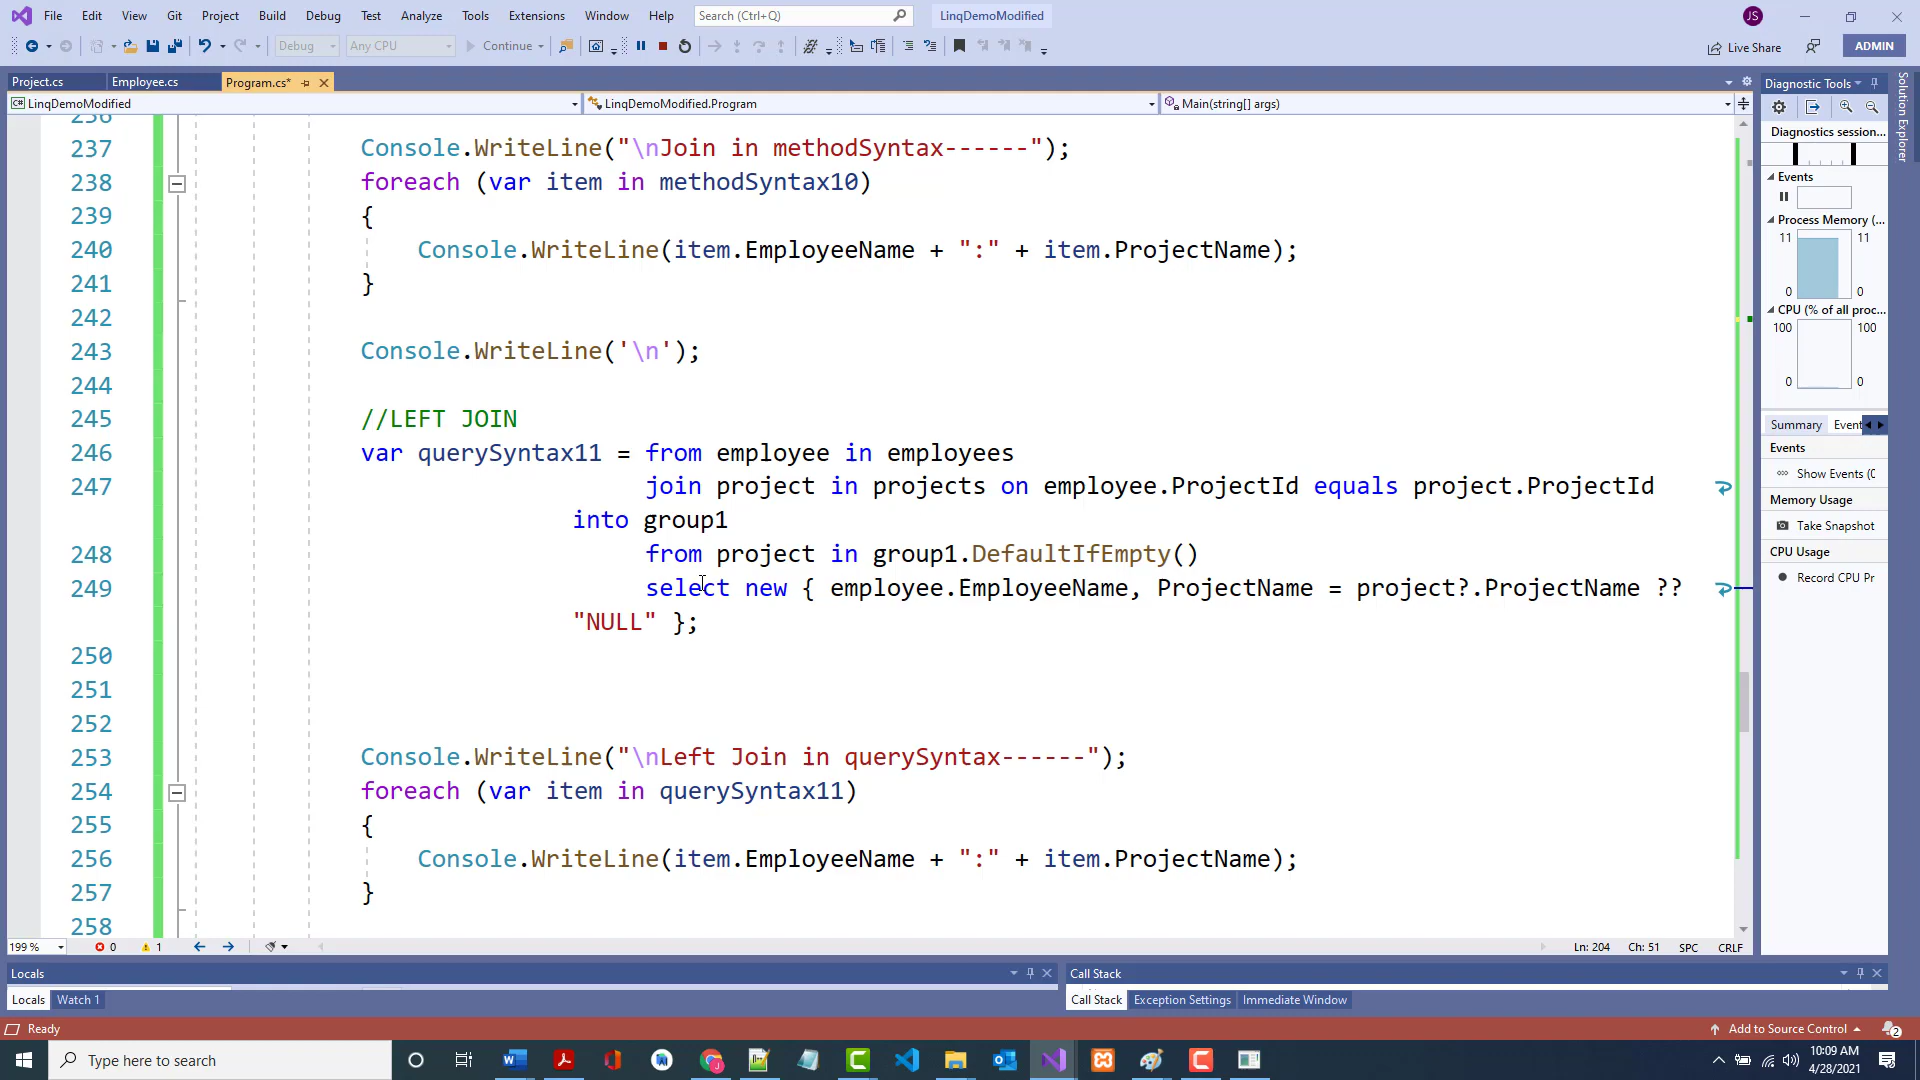 File Edit View Git Project Build Debug Test Analyze Tools Extensions Window Help Search (Ctrl+Q) LinqDemoModified JS
Debug Any CPU Continue Live Share ADMIN
Project.cs Employee.cs Program.cs* Diagnostic Tools
LinqDemoModified LinqDemoModified.Program Main(string[] args)
Solution Explorer
236
237 Console.WriteLine("\nJoin in methodSyntax------");
238 foreach (var item in methodSyntax10)
239 {
240 Console.WriteLine(item.EmployeeName + ":" + item.ProjectName);
241 }
242
243 Console.WriteLine('\n');
244
245 //LEFT JOIN
246 var querySyntax11 = from employee in employees
247 join project in projects on employee.ProjectId equals project.ProjectId
into group1
248 from project in group1.DefaultIfEmpty()
249 select new { employee.EmployeeName, ProjectName = project?.ProjectName ??
"NULL" };
250
251
252
253 Console.WriteLine("\nLeft Join in querySyntax------");
254 foreach (var item in querySyntax11)
255 {
256 Console.WriteLine(item.EmployeeName + ":" + item.ProjectName);
257 }
258
Diagnostics session...
Events
Process Memory (...
11 11
0 0
CPU (% of all proc...
100 100
0 0
Summary Event
Events
Show Events (0
Memory Usage
Take Snapshot
CPU Usage
Record CPU Pr
199 % 0 1 Ln: 204 Ch: 51 SPC CRLF
Locals Call Stack
Locals Watch 1 Call Stack Exception Settings Immediate Window
Ready Add to Source Control 2
Type here to search
10:09 AM
4/28/2021